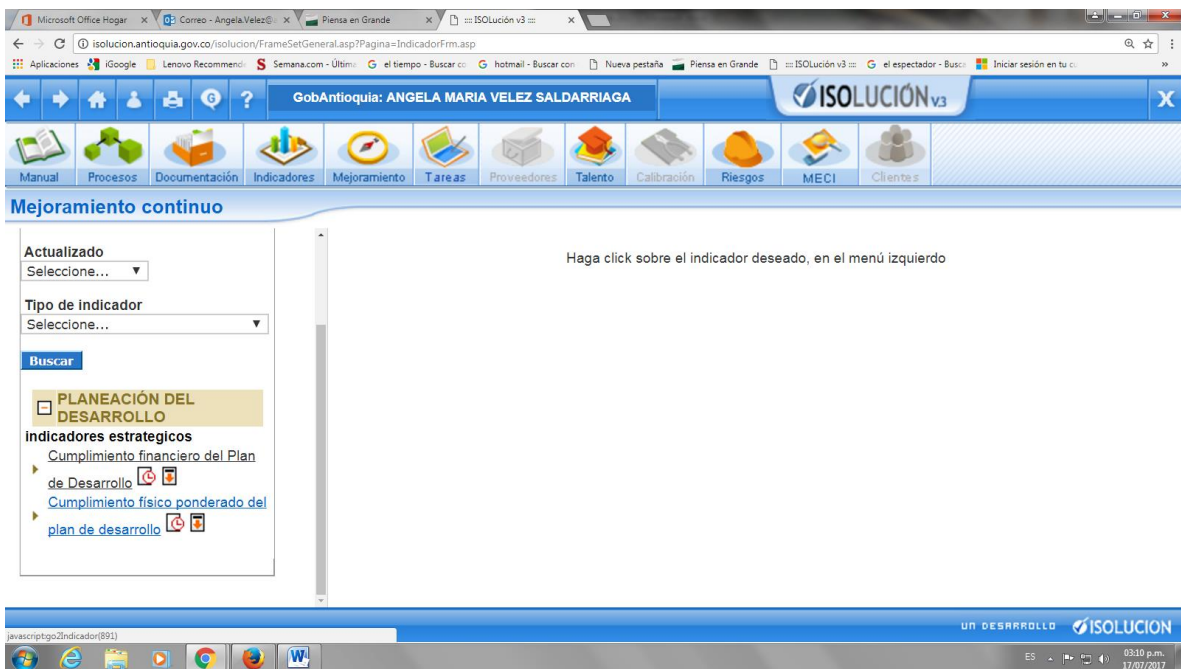 Microsoft Office Hogar
Correo - Angela.Velez@
Piensa en Grande
:::: ISOLución v3 ::::
isolucion.antioquia.gov.co/isolucion/FrameSetGeneral.asp?Pagina=IndicadorFrm.asp
Aplicaciones iGoogle Lenovo Recommend Semana.com - Última el tiempo - Buscar co hotmail - Buscar con Nueva pestaña Piensa en Grande :::: ISOLución v3 :::: el espectador - Busca Iniciar sesión en tu c »
GobAntioquia: ANGELA MARIA VELEZ SALDARRIAGA
ISOLUCIÓN V3
X
Manual Procesos Documentación Indicadores Mejoramiento Tareas Proveedores Talento Calibración Riesgos MECI Clientes
Mejoramiento continuo
Actualizado
Seleccione...
Tipo de indicador
Seleccione...
Buscar
PLANEACIÓN DEL
DESARROLLO
indicadores estrategicos
Cumplimiento financiero del Plan
de Desarrollo
Cumplimiento físico ponderado del
plan de desarrollo
Haga click sobre el indicador deseado, en el menú izquierdo
UN DESARROLLO ISOLUCION
javascript:go2Indicador(891)
ES
03:10 p.m.
17/07/2017